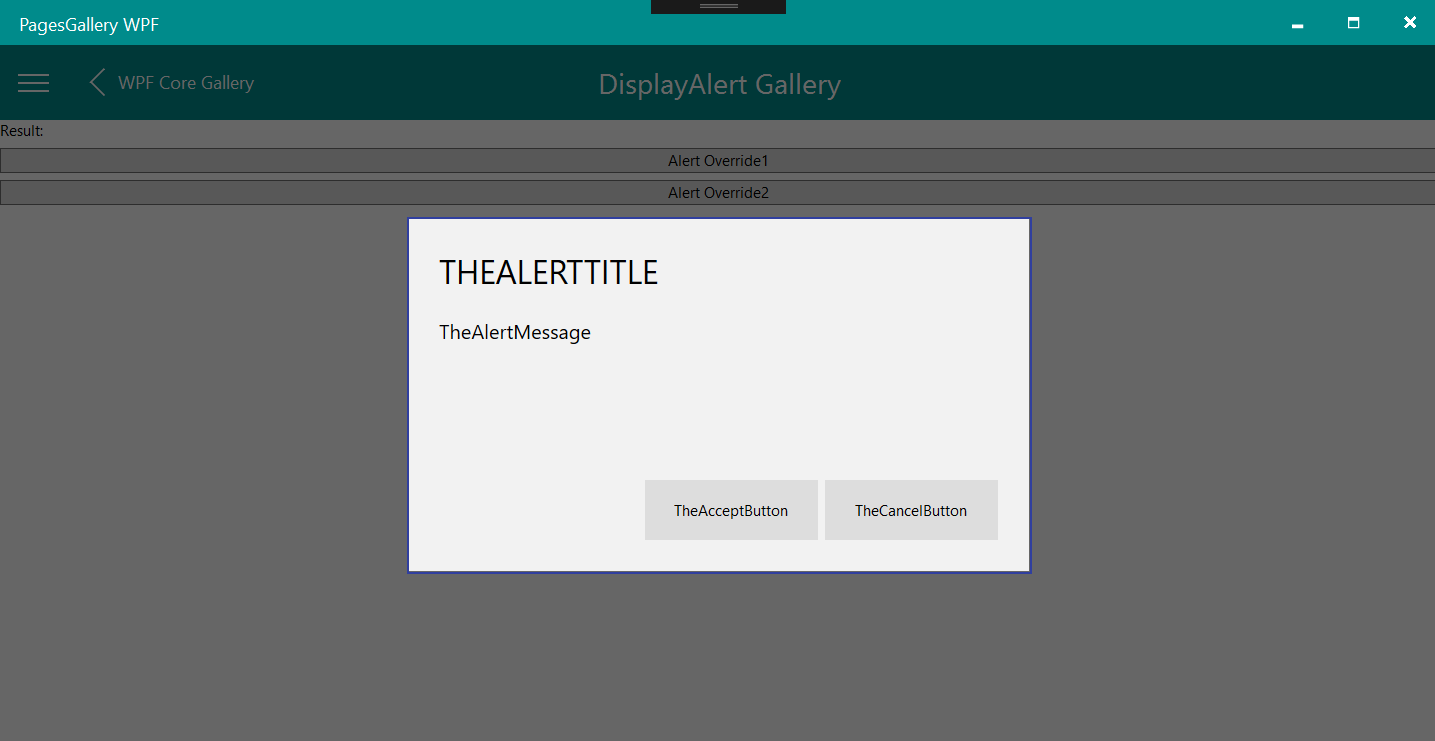 PagesGallery WPF
WPF Core Gallery
DisplayAlert Gallery
Result:
Alert Override1
Alert Override2
THEALERTTITLE
TheAlertMessage
TheAcceptButton
TheCancelButton